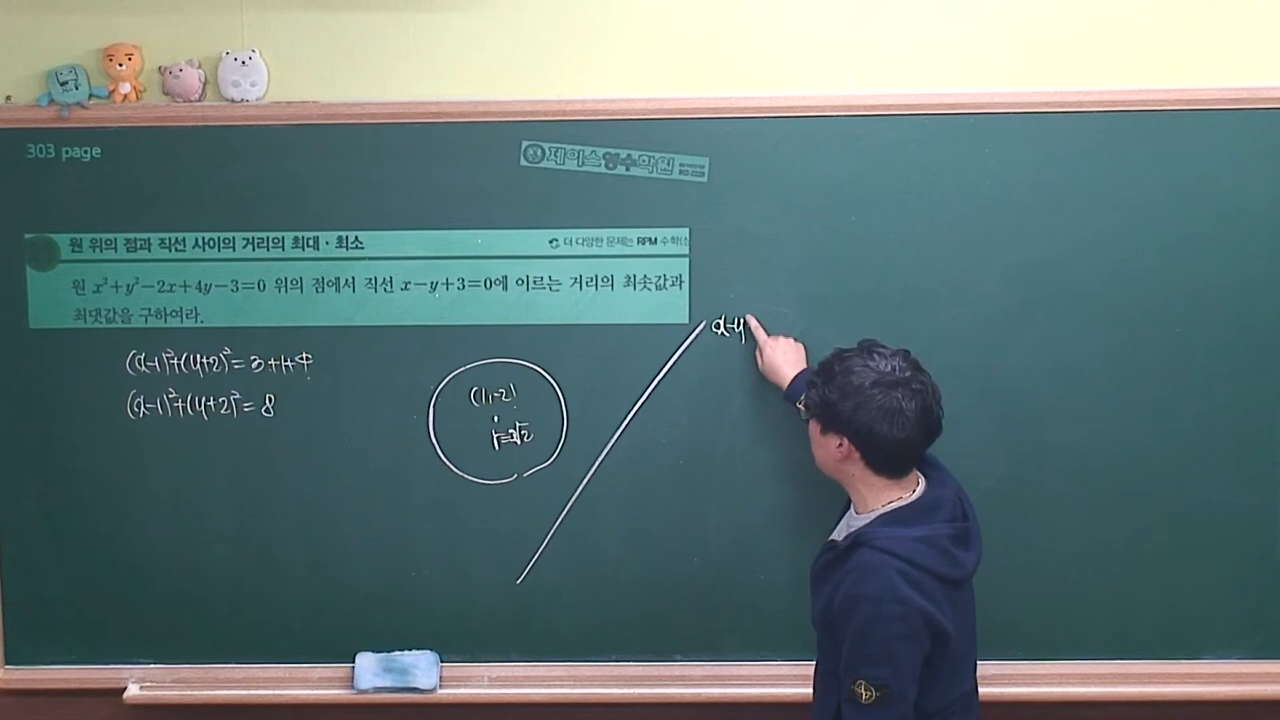 303 page
제이스영수학원
원 위의 점과 직선 사이의 거리의 최대 · 최소
더 다양한 문제는 RPM 수학(상
원 x²+y²-2x+4y-3=0 위의 점에서 직선 x-y+3=0에 이르는 거리의 최솟값과
최댓값을 구하여라.
(x-1)²+(y+2)²=3+1+4
(x-1)²+(y+2)²=8
(1,-2)
r=2√2
x-y